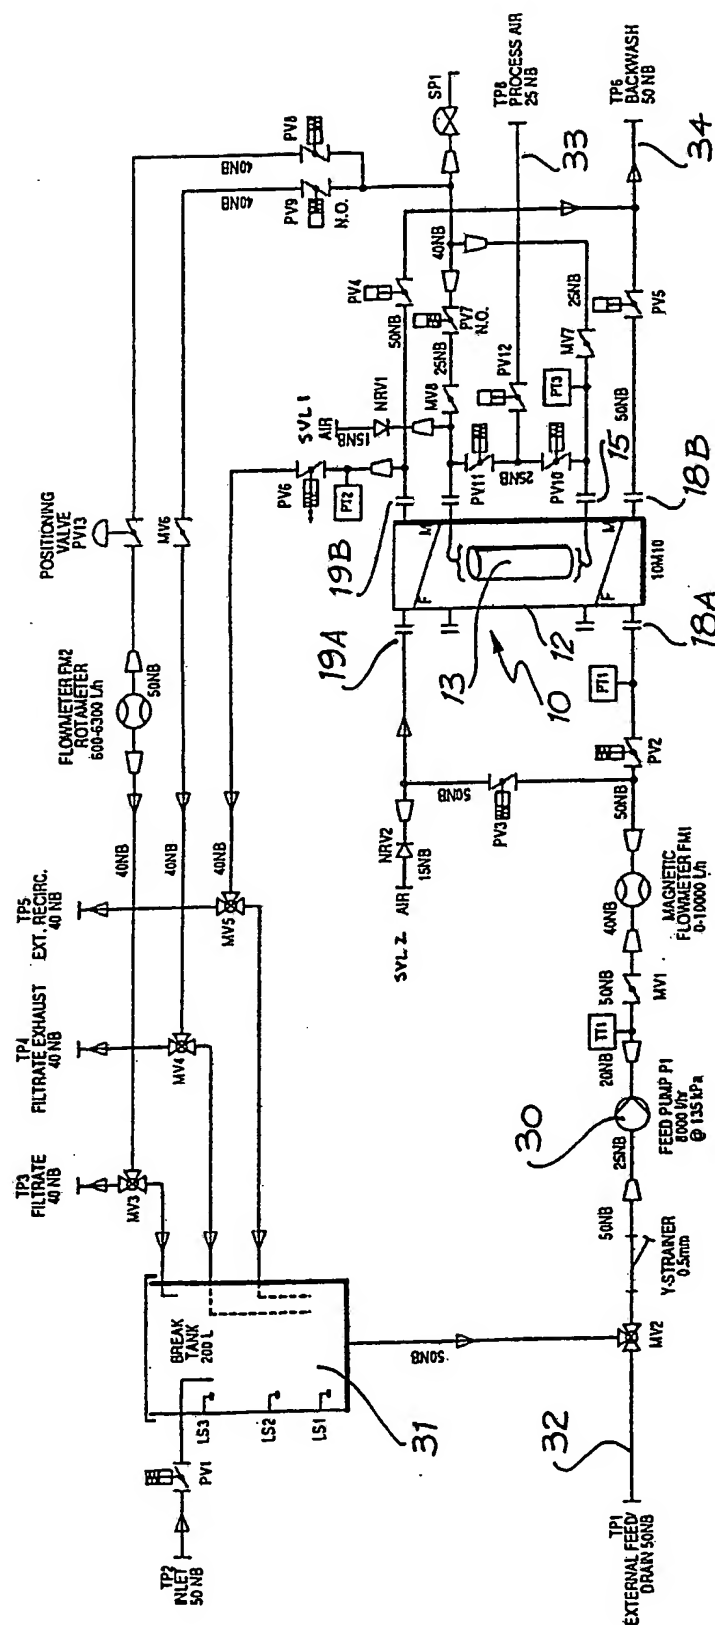 TP2
INLET
50 NB
PV1
BREAK
TANK
200 L
LS3
LS2
LS1
31
TP1
EXTERNAL FEED/
DRAIN 50NB
32
50NB
MV2
TP3
FILTRATE
40 NB
MV3
TP4
FILTRATE EXHAUST
40 NB
MV4
TP5
EXT. RECIRC.
40 NB
MV5
40NB
40NB
40NB
FLOWMETER FM2
ROTAMETER
600-6300 L/h
50NB
POSITIONING
VALVE
PV13
MV6
40NB
PV8
40NB
PV9
N.O.
Y-STRAINER
0.5mm
50NB
25NB
FEED PUMP P1
8000 l/hr
@ 135 kPa
30
20NB
TT1
50NB
MV1
40NB
MAGNETIC
FLOWMETER FM1
0-10000 L/h
50NB
PV2
PT1
PV3
50NB
SVL 2
AIR
15NB
NRV2
19A
18A
10
12
13
F
M
F
M
10M10
19B
18B
15
SVL 1
AIR
15NB
NRV1
PV6
PT2
50NB
PV4
MV8
25NB
PV7
N.O.
40NB
SP1
PV11
25NB
PV10
PV12
PT3
MV7
25NB
50NB
PV5
TP8
PROCESS AIR
25 NB
33
TP6
BACKWASH
50 NB
34